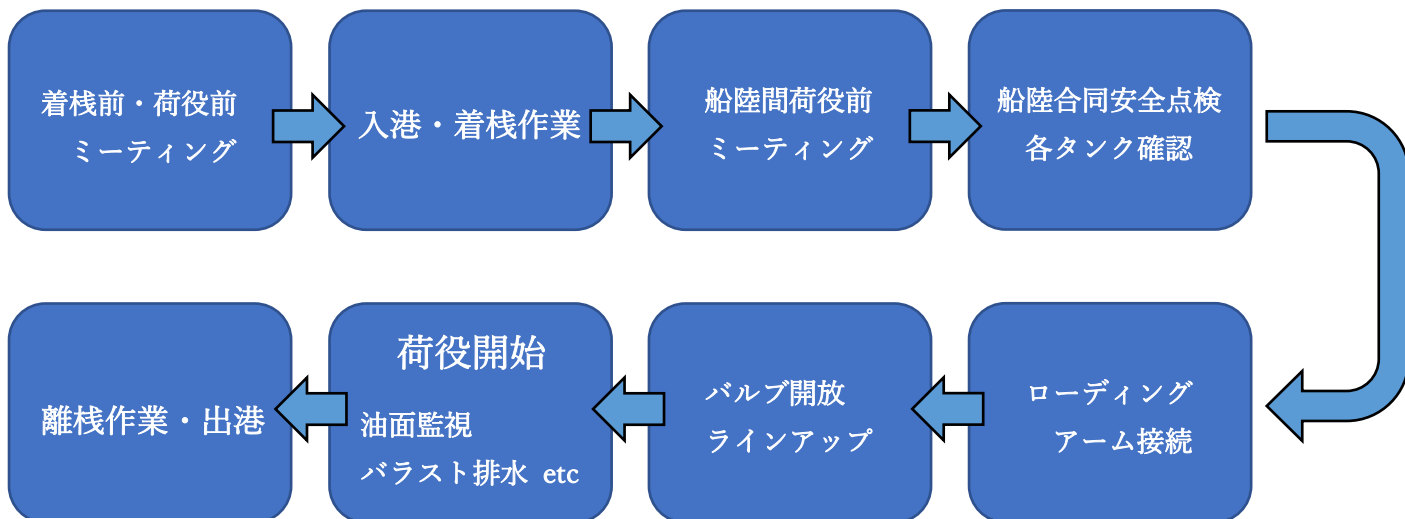 着桟前・荷役前
ミーティング
入港・着桟作業
船陸間荷役前
ミーティング
船陸合同安全点検
各タンク確認
ローディング
アーム接続
バルブ開放
ラインアップ
荷役開始
油面監視
バラスト排水 etc
離桟作業・出港